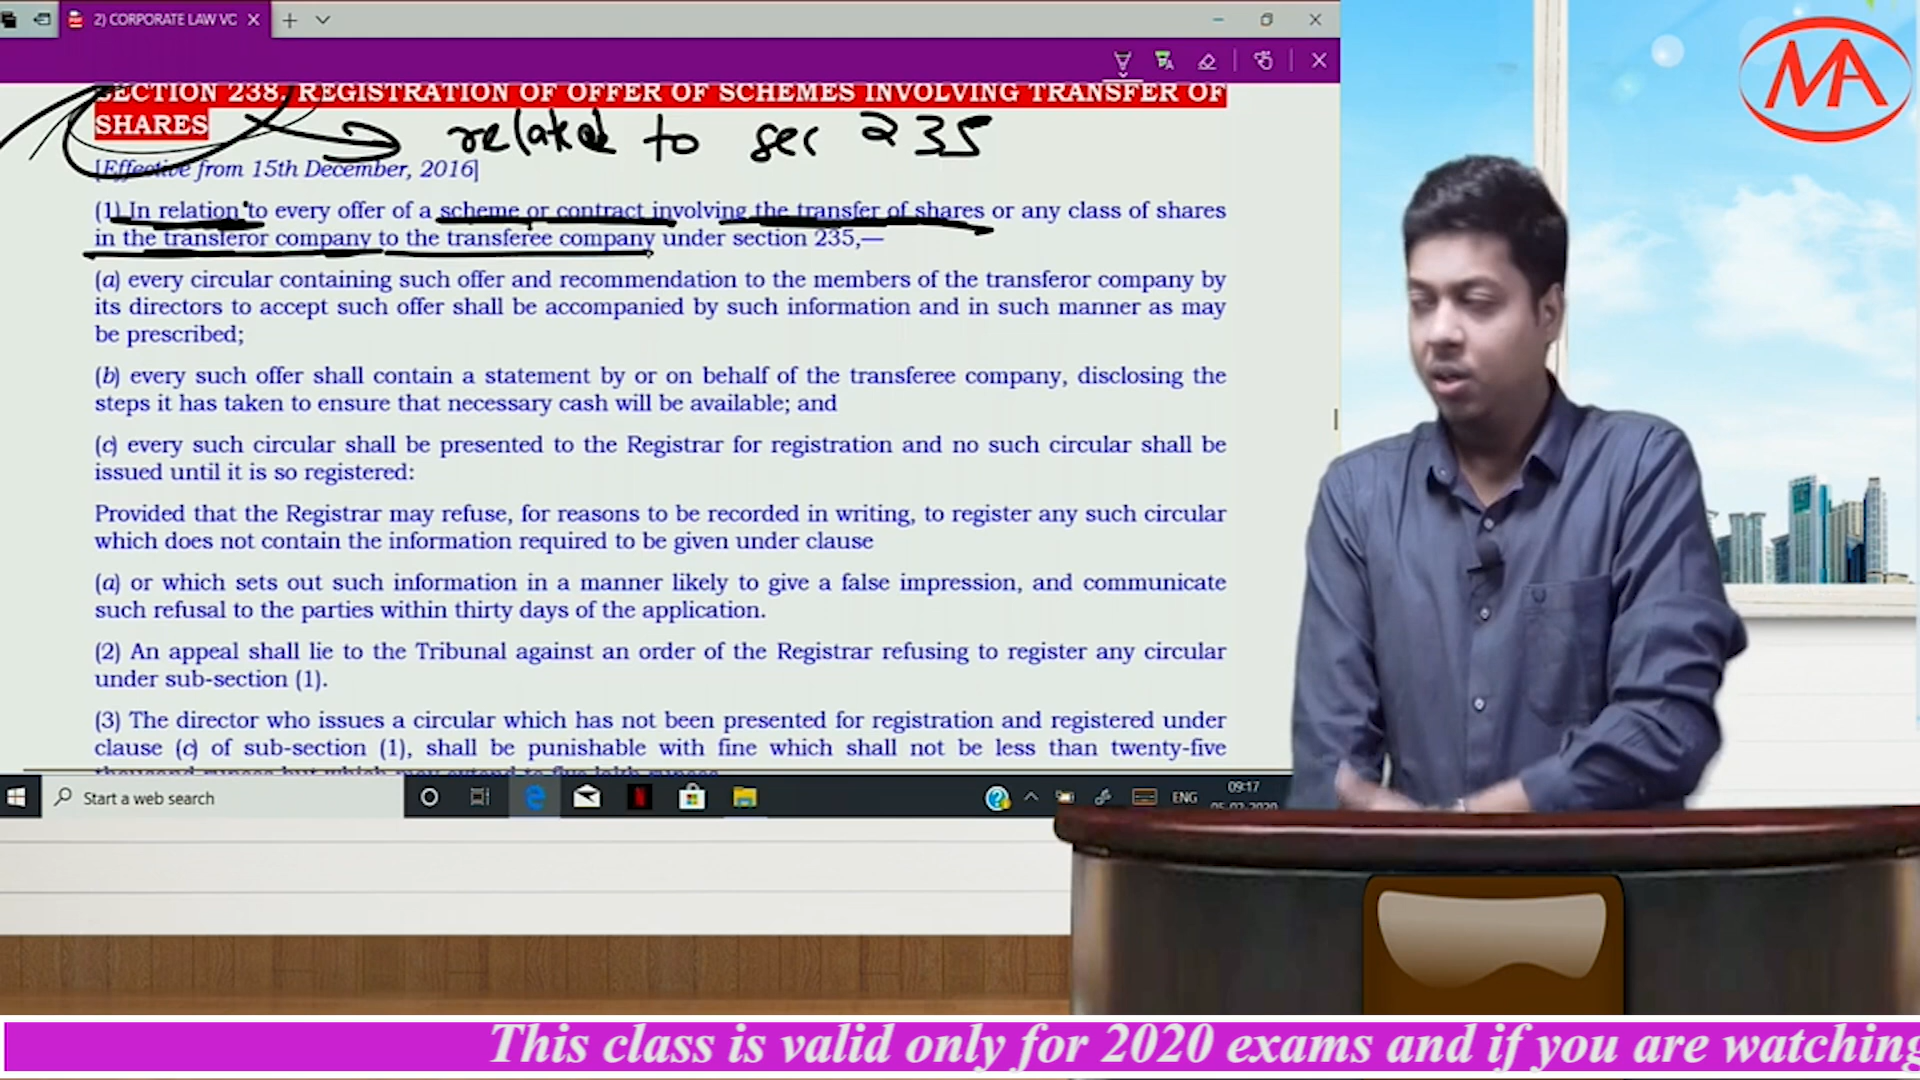 2) CORPORATE LAW VC
SECTION 238. REGISTRATION OF OFFER OF SCHEMES INVOLVING TRANSFER OF
SHARES
related to sec 235
[Effective from 15th December, 2016]
(1) In relation to every offer of a scheme or contract involving the transfer of shares or any class of shares
in the transferor company to the transferee company under section 235,—
(a) every circular containing such offer and recommendation to the members of the transferor company by
its directors to accept such offer shall be accompanied by such information and in such manner as may
be prescribed;
(b) every such offer shall contain a statement by or on behalf of the transferee company, disclosing the
steps it has taken to ensure that necessary cash will be available; and
(c) every such circular shall be presented to the Registrar for registration and no such circular shall be
issued until it is so registered:
Provided that the Registrar may refuse, for reasons to be recorded in writing, to register any such circular
which does not contain the information required to be given under clause
(a) or which sets out such information in a manner likely to give a false impression, and communicate
such refusal to the parties within thirty days of the application.
(2) An appeal shall lie to the Tribunal against an order of the Registrar refusing to register any circular
under sub-section (1).
(3) The director who issues a circular which has not been presented for registration and registered under
clause (c) of sub-section (1), shall be punishable with fine which shall not be less than twenty-five
thousand rupees but which may extend to five lakh rupees.
Start a web search
ENG
09:17
05-02-2020
MA
This class is valid only for 2020 exams and if you are watching